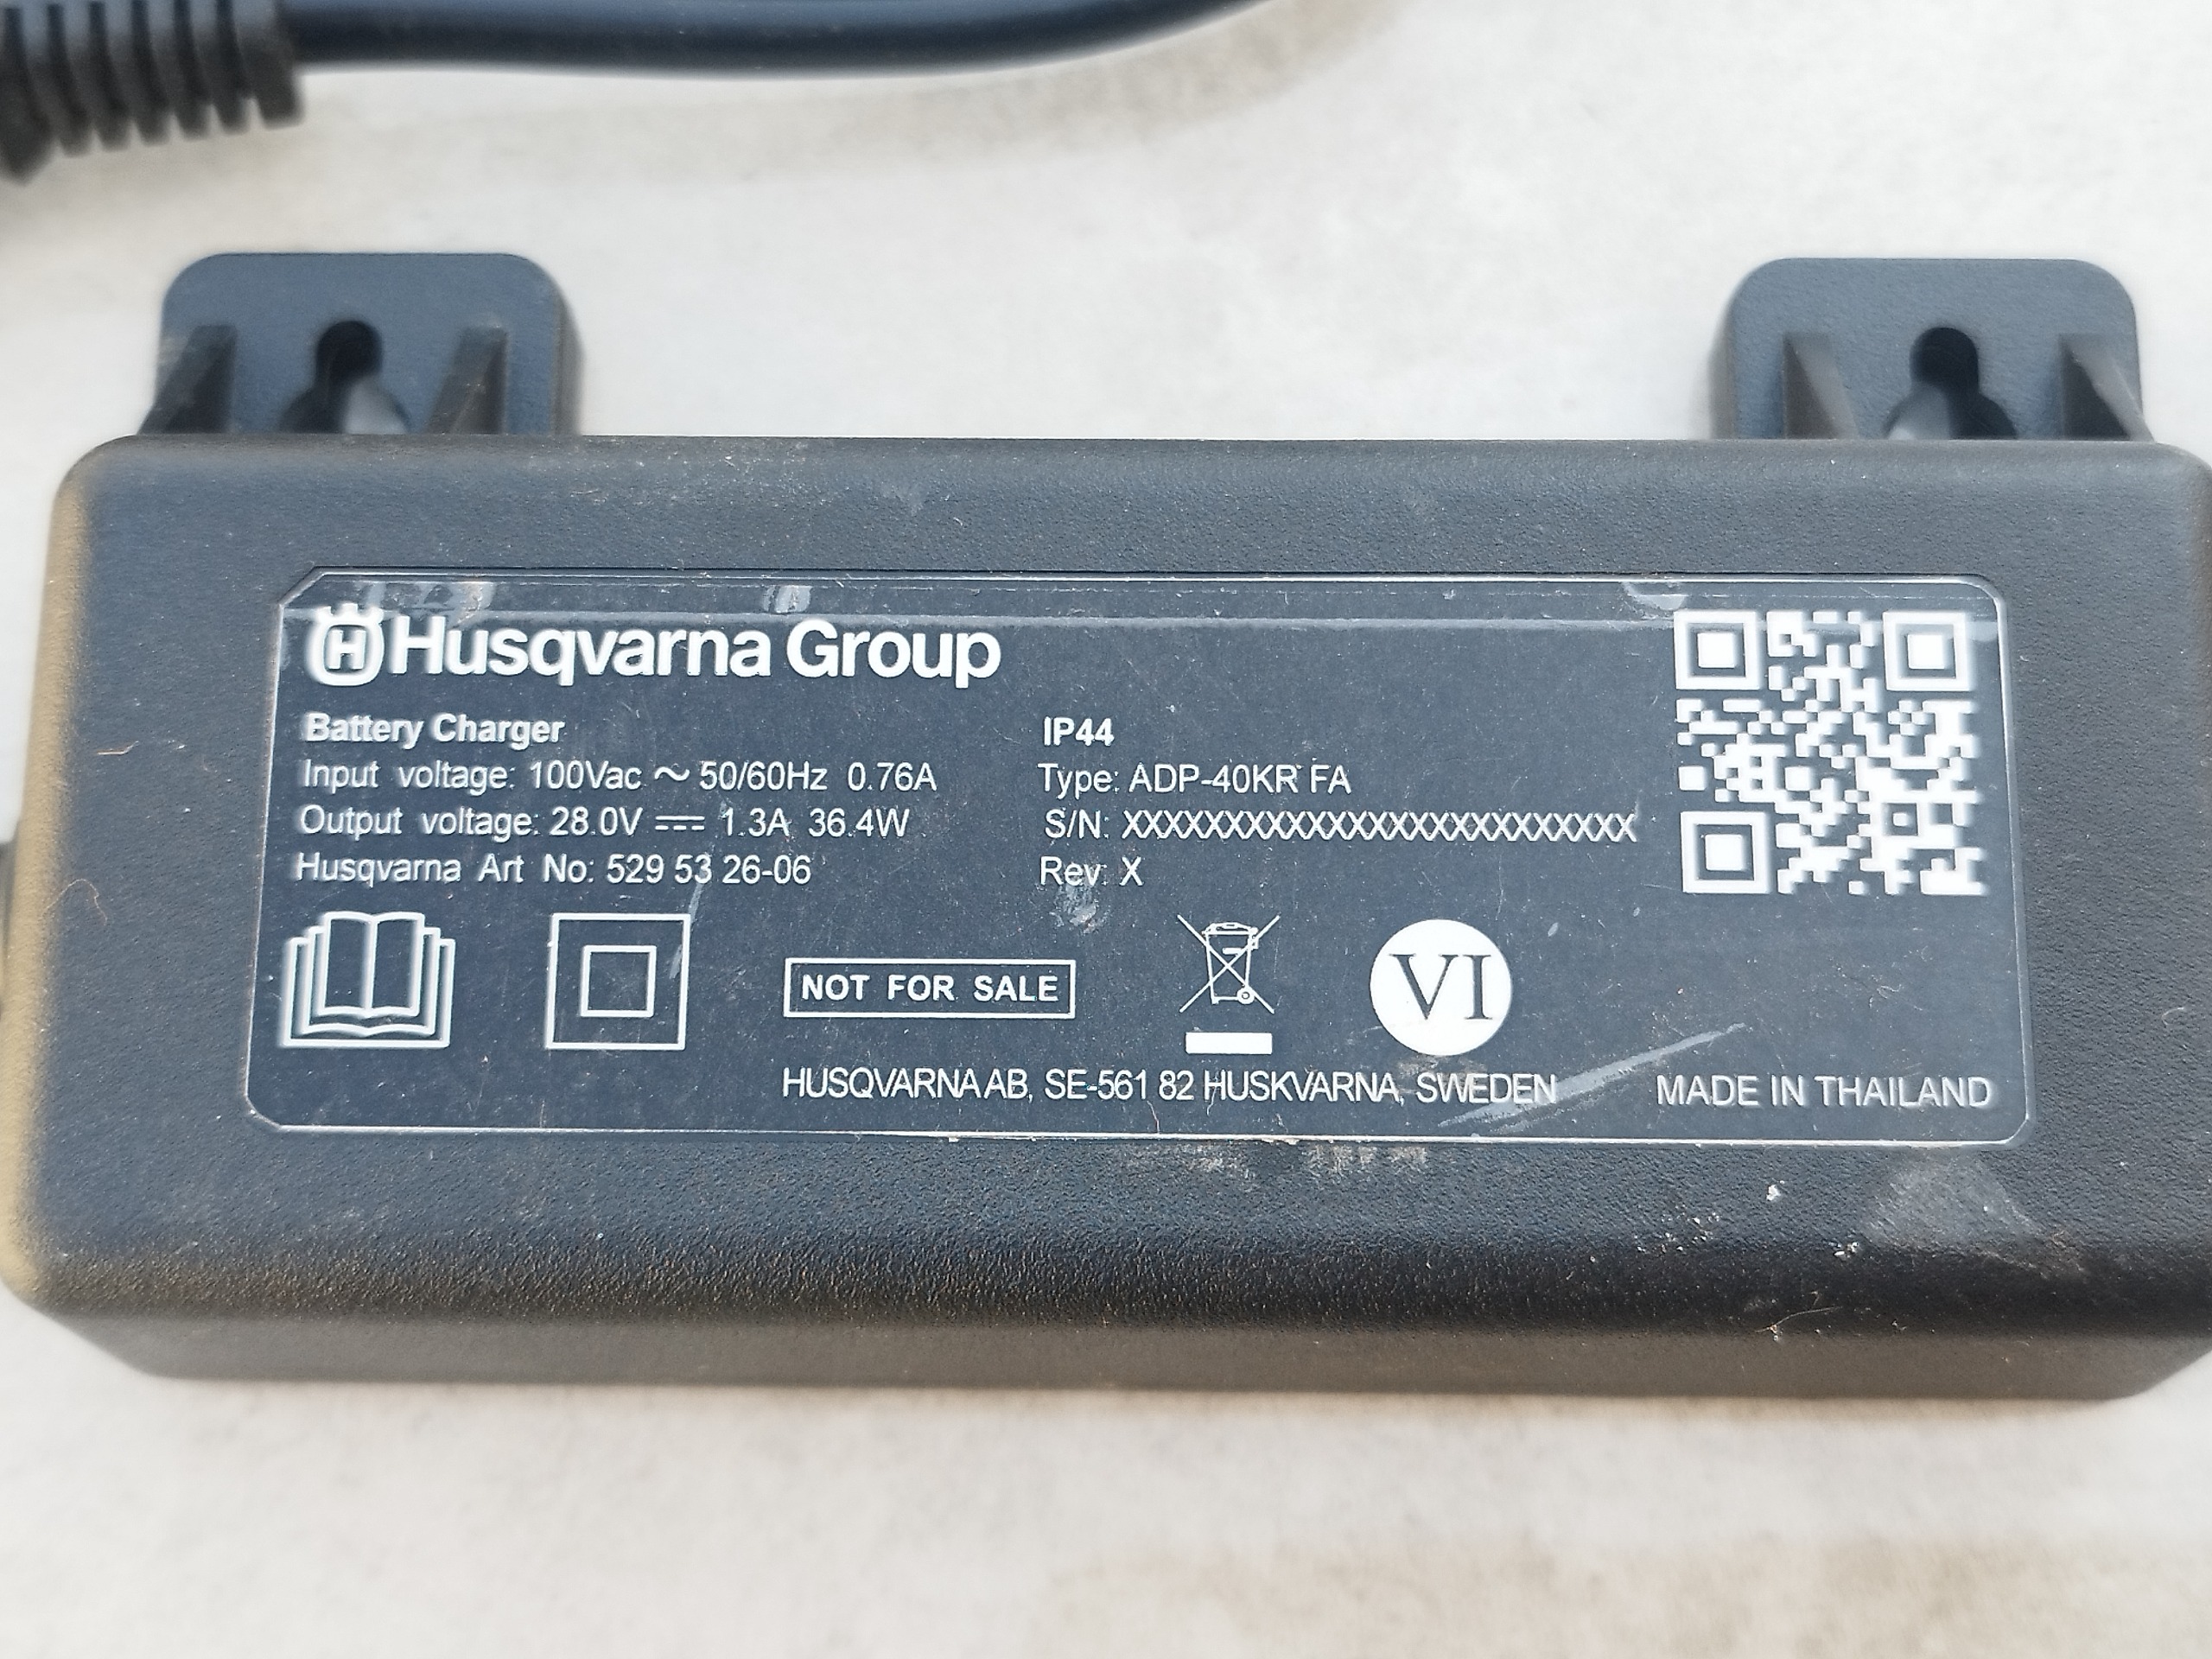 Husqvarna Group
Battery Charger
Input voltage: 100Vac ~ 50/60Hz 0.76A
Output voltage: 28.0V ⎓ 1.3A 36.4W
Husqvarna Art No: 529 53 26-06
IP44
Type: ADP-40KR FA
S/N: XXXXXXXXXXXXXXXXXXXXXXXXX
Rev: X
NOT FOR SALE
VI
HUSQVARNA AB, SE-561 82 HUSKVARNA, SWEDEN
MADE IN THAILAND